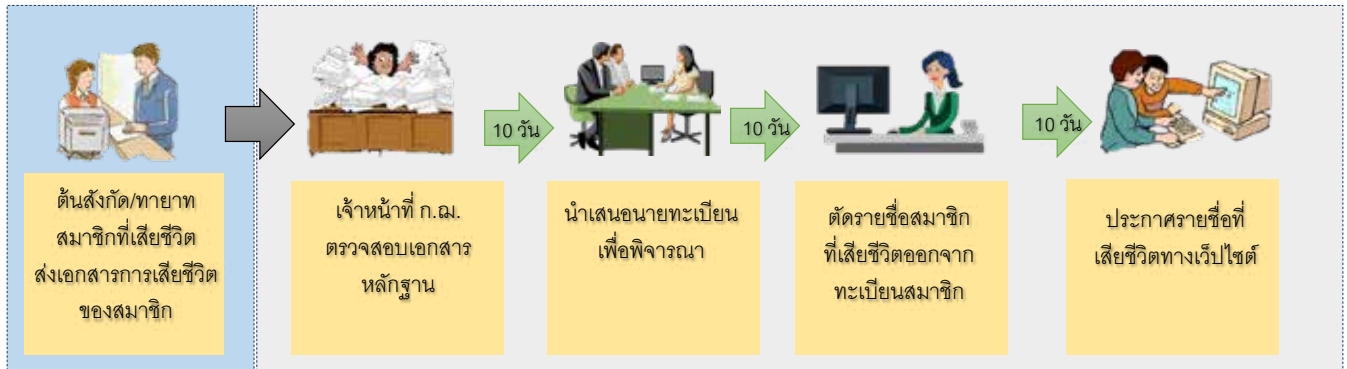 ต้นสังกัด/ทายาท
สมาชิกที่เสียชีวิต
ส่งเอกสารการเสียชีวิต
ของสมาชิก
เจ้าหน้าที่ ก.ฌ.
ตรวจสอบเอกสาร
หลักฐาน
10 วัน
นำเสนอนายทะเบียน
เพื่อพิจารณา
10 วัน
ตัดรายชื่อสมาชิก
ที่เสียชีวิตออกจาก
ทะเบียนสมาชิก
10 วัน
ประกาศรายชื่อที่
เสียชีวิตทางเว็ปไซต์